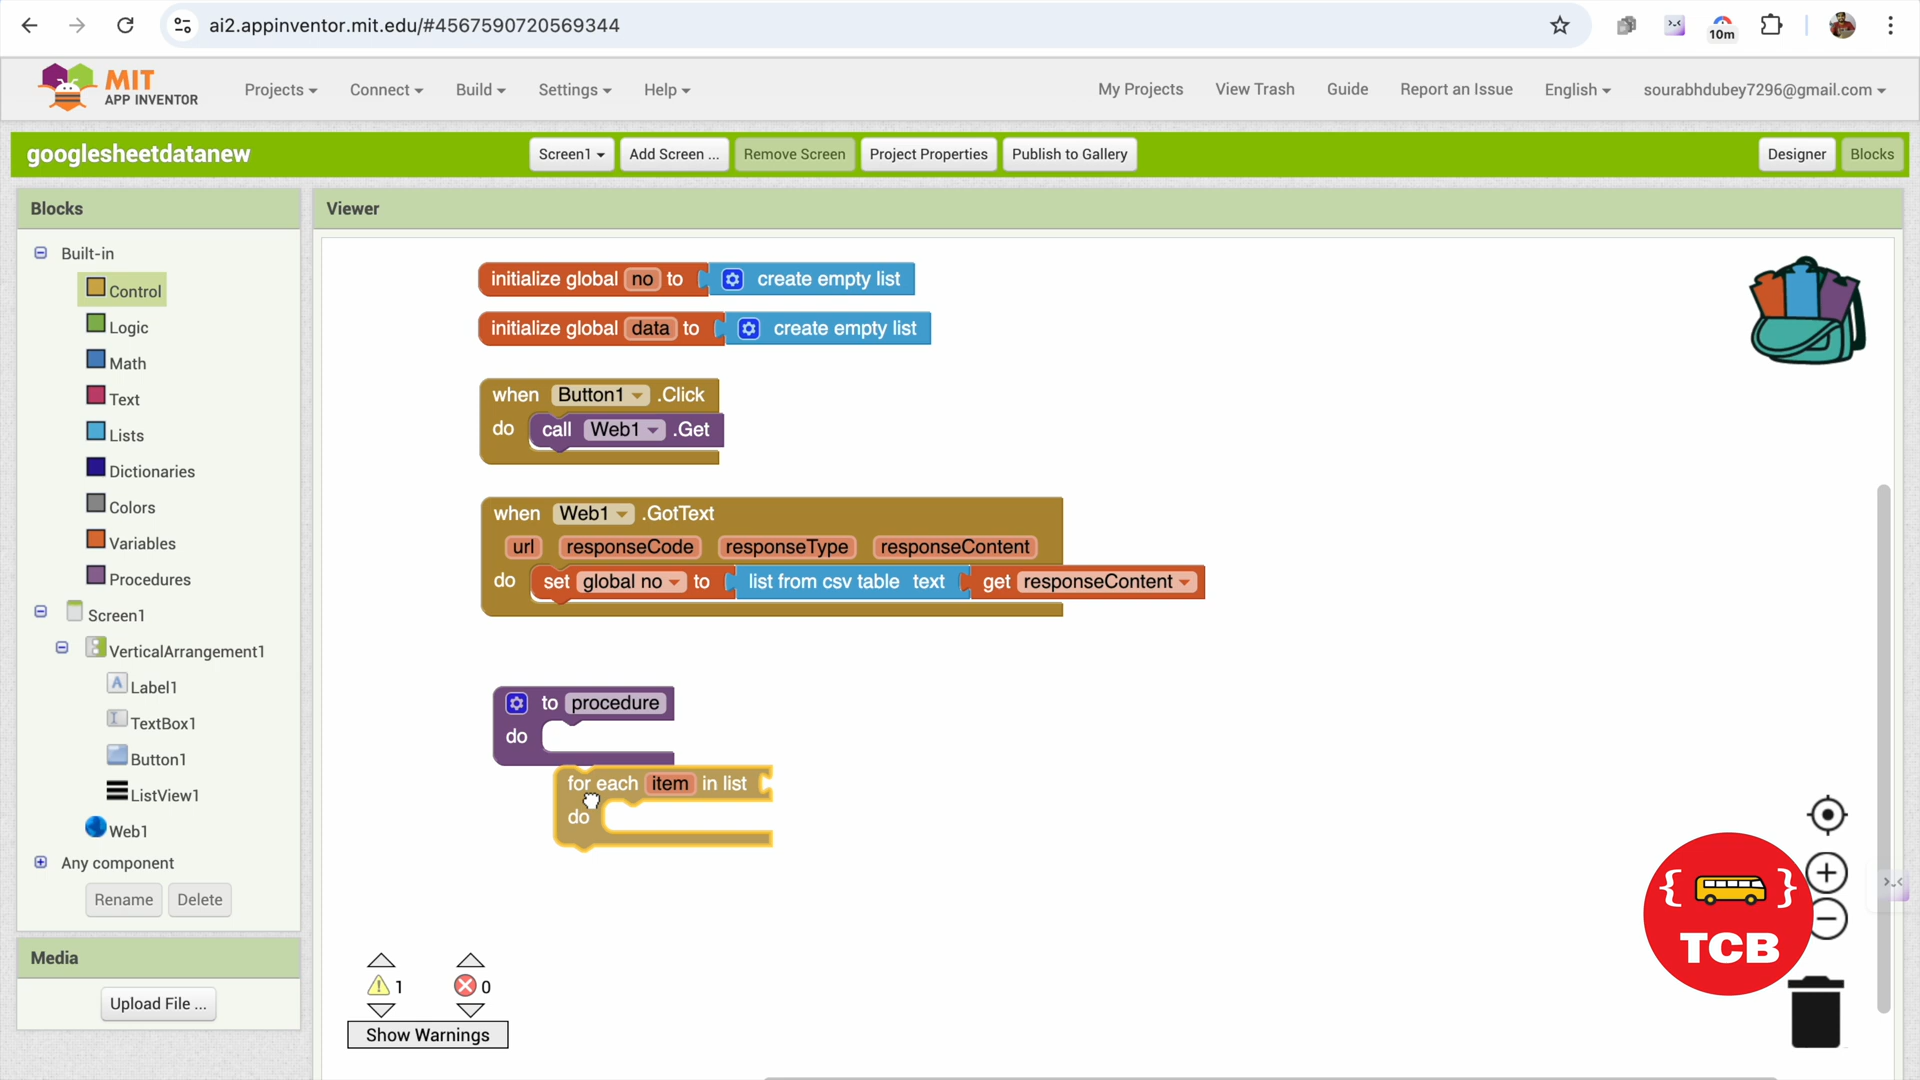 ai2.appinventor.mit.edu/#4567590720569344
10m
MIT
APP INVENTOR
Projects
Connect
Build
Settings
Help
My Projects
View Trash
Guide
Report an Issue
English
sourabhdubey7296@gmail.com
googlesheetdatanew
Screen1
Add Screen ...
Remove Screen
Project Properties
Publish to Gallery
Designer
Blocks
Blocks
Built-in
Control
Logic
Math
Text
Lists
Dictionaries
Colors
Variables
Procedures
Screen1
VerticalArrangement1
Label1
TextBox1
Button1
ListView1
Web1
Any component
Rename
Delete
Media
Upload File ...
Viewer
initialize global no to create empty list
initialize global data to create empty list
when Button1 .Click
do call Web1 .Get
when Web1 .GotText
url responseCode responseType responseContent
do set global no to list from csv table text get responseContent
to procedure
do
for each item in list
do
1
0
Show Warnings
{ }
TCB